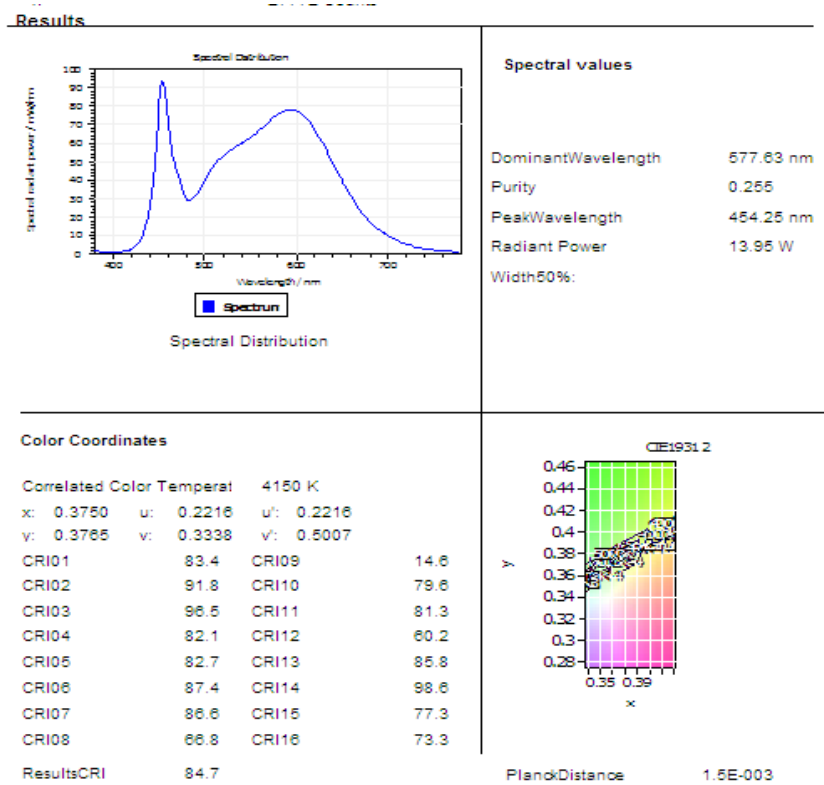 Results
Spectral Distribution
Spectral radiant power / mW/nm
100
90
80
70
60
50
40
30
20
10
0
400 500 600 700
Wavelength / nm
Spectrum
Spectral Distribution
Spectral values
DominantWavelength 577.63 nm
Purity 0.255
PeakWavelength 454.25 nm
Radiant Power 13.95 W
Width50%:
Color Coordinates
Correlated Color Temperat 4150 K
x: 0.3750 u: 0.2216 u': 0.2216
y: 0.3765 v: 0.3338 v': 0.5007
CRI01 83.4 CRI09 14.6
CRI02 91.8 CRI10 79.6
CRI03 96.5 CRI11 81.3
CRI04 82.1 CRI12 60.2
CRI05 82.7 CRI13 85.8
CRI06 87.4 CRI14 98.6
CRI07 86.6 CRI15 77.3
CRI08 66.8 CRI16 73.3
ResultsCRI 84.7
CIE1931 2
y
0.46
0.44
0.42
0.4
0.38
0.36
0.34
0.32
0.3
0.28
0.35 0.39
x
PlanckDistance 1.5E-003